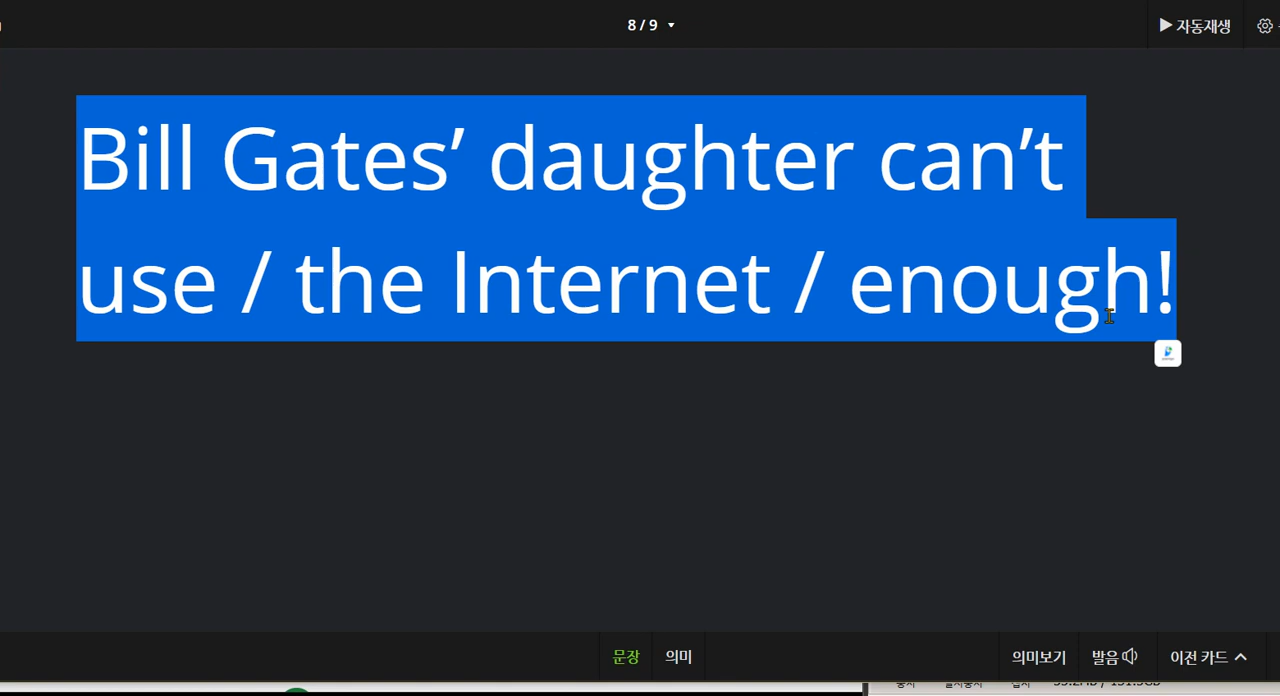 8 / 9
자동재생
Bill Gates’ daughter can’t
use / the Internet / enough!
문장
의미
의미보기
발음
이전 카드